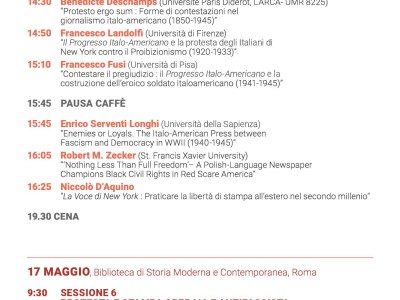 14:30 Bénédicte Deschamps (Université Paris Diderot, LARCA- UMR 8225)
"Protesto ergo sum : Forme di contestazioni nel
giornalismo italo-americano (1850-1945)"
14:50 Francesco Landolfi (Università di Firenze)
"Il Progresso Italo-Americano e la protesta degli Italiani di
New York contro il Proibizionismo (1920-1933)"
15:10 Francesco Fusi (Università di Pisa)
"Contestare il pregiudizio : il Progresso Italo-Americano e la
costruzione dell'eroico soldato italoamericano (1941-1945)"
15:45 PAUSA CAFFÈ
15:45 Enrico Serventi Longhi (Università della Sapienza)
"Enemies or Loyals. The Italo-American Press between
Fascism and Democracy in WWII (1940-1945)"
16:05 Robert M. Zecker (St. Francis Xavier University)
"'Nothing Less Than Full Freedom'– A Polish-Language Newspaper
Champions Black Civil Rights in Red Scare America"
16:25 Niccolò D'Aquino
"La Voce di New York : Praticare la libertà di stampa all'estero nel secondo millenio"
19.30 CENA
17 MAGGIO, Biblioteca di Storia Moderna e Contemporanea, Roma
9:30 SESSIONE 6